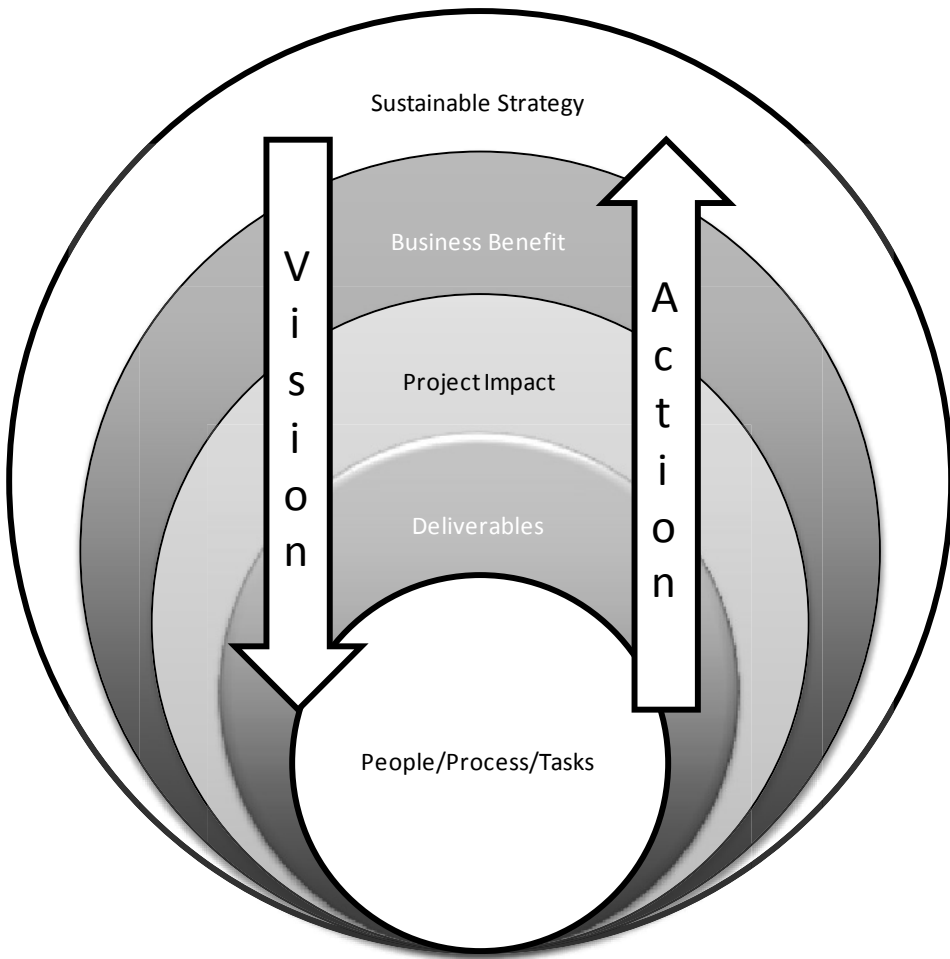 Sustainable Strategy
Business Benefit
Project Impact
Deliverables
People/Process/Tasks
Vision
Action